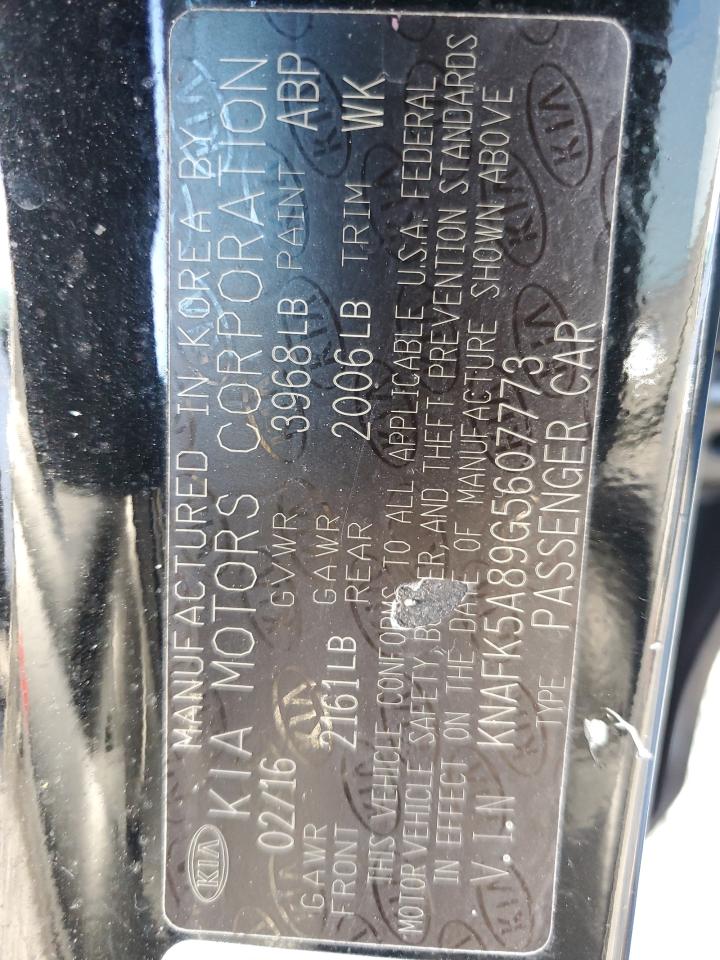 MANUFACTURED IN KOREA BY
KIA MOTORS CORPORATION
KIA
02/16 GVWR 3968LB PAINT ABP
GAWR FRONT 2161LB GAWR REAR 2006LB TRIM WK
THIS VEHICLE CONFORMS TO ALL APPLICABLE U.S.A. FEDERAL
MOTOR VEHICLE SAFETY, AND THEFT PREVENTION STANDARDS
IN EFFECT ON THE DATE OF MANUFACTURE SHOWN ABOVE
V.I.N KNAFK5A89G5607773
TYPE PASSENGER CAR